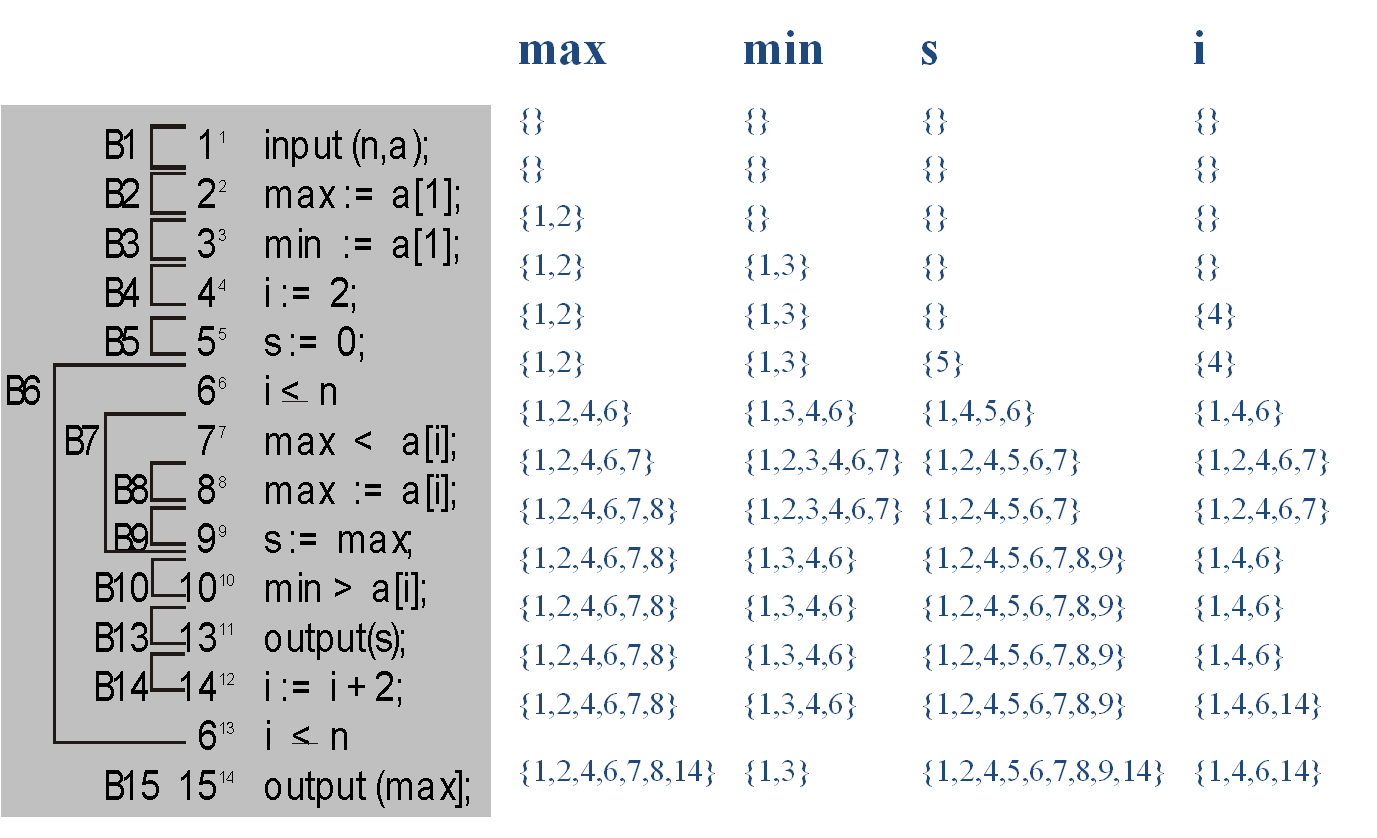 max min s i
{} {} {} {}
B1 1¹ input (n,a);
{} {} {} {}
B2 2² max := a[1];
{1,2} {} {} {}
B3 3³ min := a[1];
{1,2} {1,3} {} {}
B4 4⁴ i := 2;
{1,2} {1,3} {} {4}
B5 5⁵ s := 0;
{1,2} {1,3} {5} {4}
B6 6⁶ i ≤ n
{1,2,4,6} {1,3,4,6} {1,4,5,6} {1,4,6}
B7 7⁷ max < a[i];
{1,2,4,6,7} {1,2,3,4,6,7} {1,2,4,5,6,7} {1,2,4,6,7}
B8 8⁸ max := a[i];
{1,2,4,6,7,8} {1,2,3,4,6,7} {1,2,4,5,6,7} {1,2,4,6,7}
B9 9⁹ s := max;
{1,2,4,6,7,8} {1,3,4,6} {1,2,4,5,6,7,8,9} {1,4,6}
B10 10¹⁰ min > a[i];
{1,2,4,6,7,8} {1,3,4,6} {1,2,4,5,6,7,8,9} {1,4,6}
B13 13¹¹ output(s);
{1,2,4,6,7,8} {1,3,4,6} {1,2,4,5,6,7,8,9} {1,4,6}
B14 14¹² i := i + 2;
{1,2,4,6,7,8} {1,3,4,6} {1,2,4,5,6,7,8,9} {1,4,6,14}
6¹³ i ≤ n
{1,2,4,6,7,8,14} {1,3} {1,2,4,5,6,7,8,9,14} {1,4,6,14}
B15 15¹⁴ output (max];